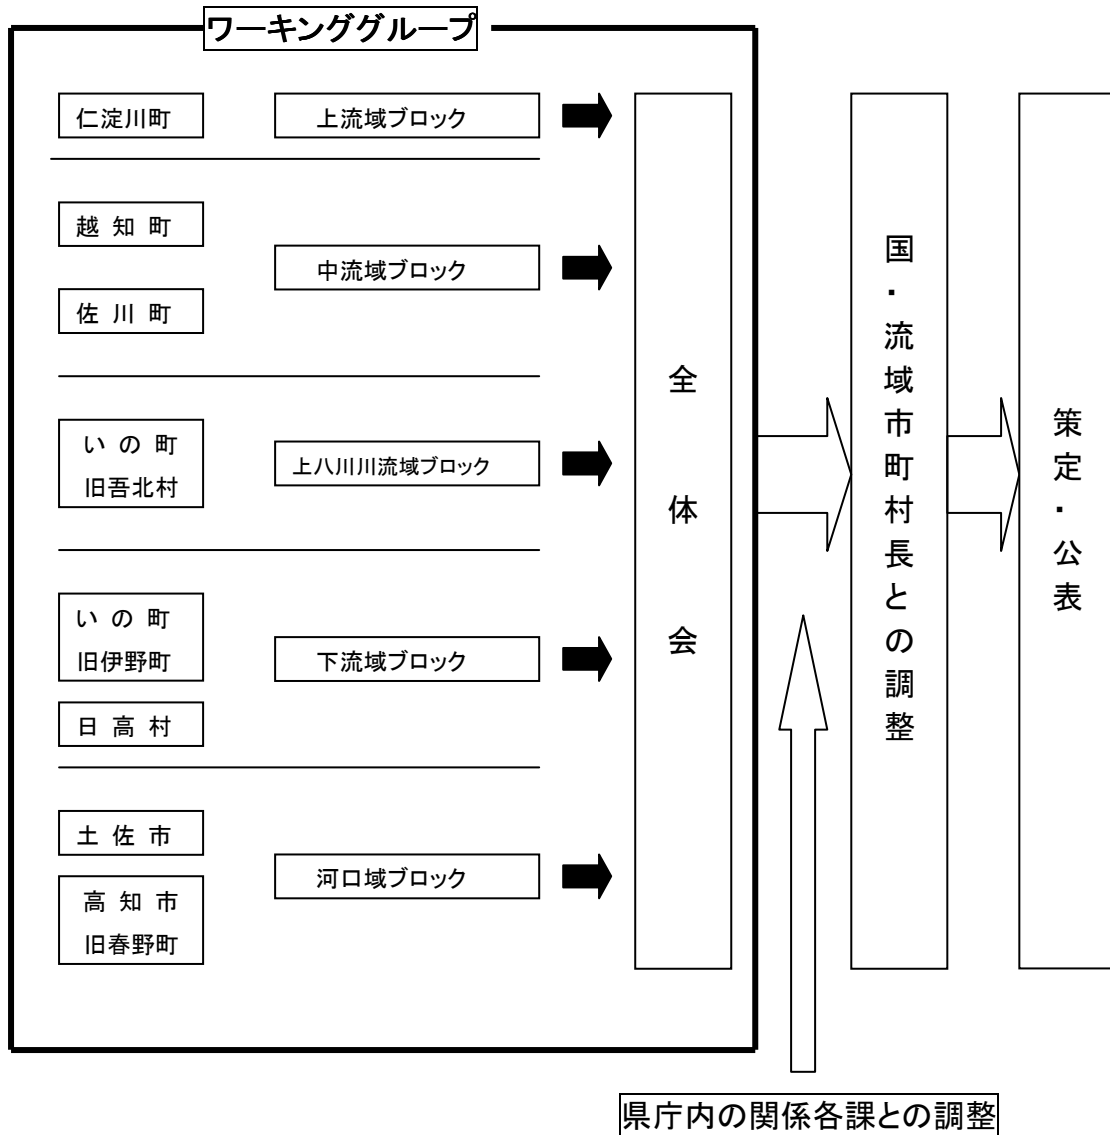 ワーキンググループ
仁淀川町
上流域ブロック
越 知 町
中流域ブロック
佐 川 町
い の 町
旧吾北村
上八川川流域ブロック
い の 町
旧伊野町
下流域ブロック
日 高 村
土 佐 市
河口域ブロック
高 知 市
旧春野町
全体会
国・流域市町村長との調整
策定・公表
県庁内の関係各課との調整